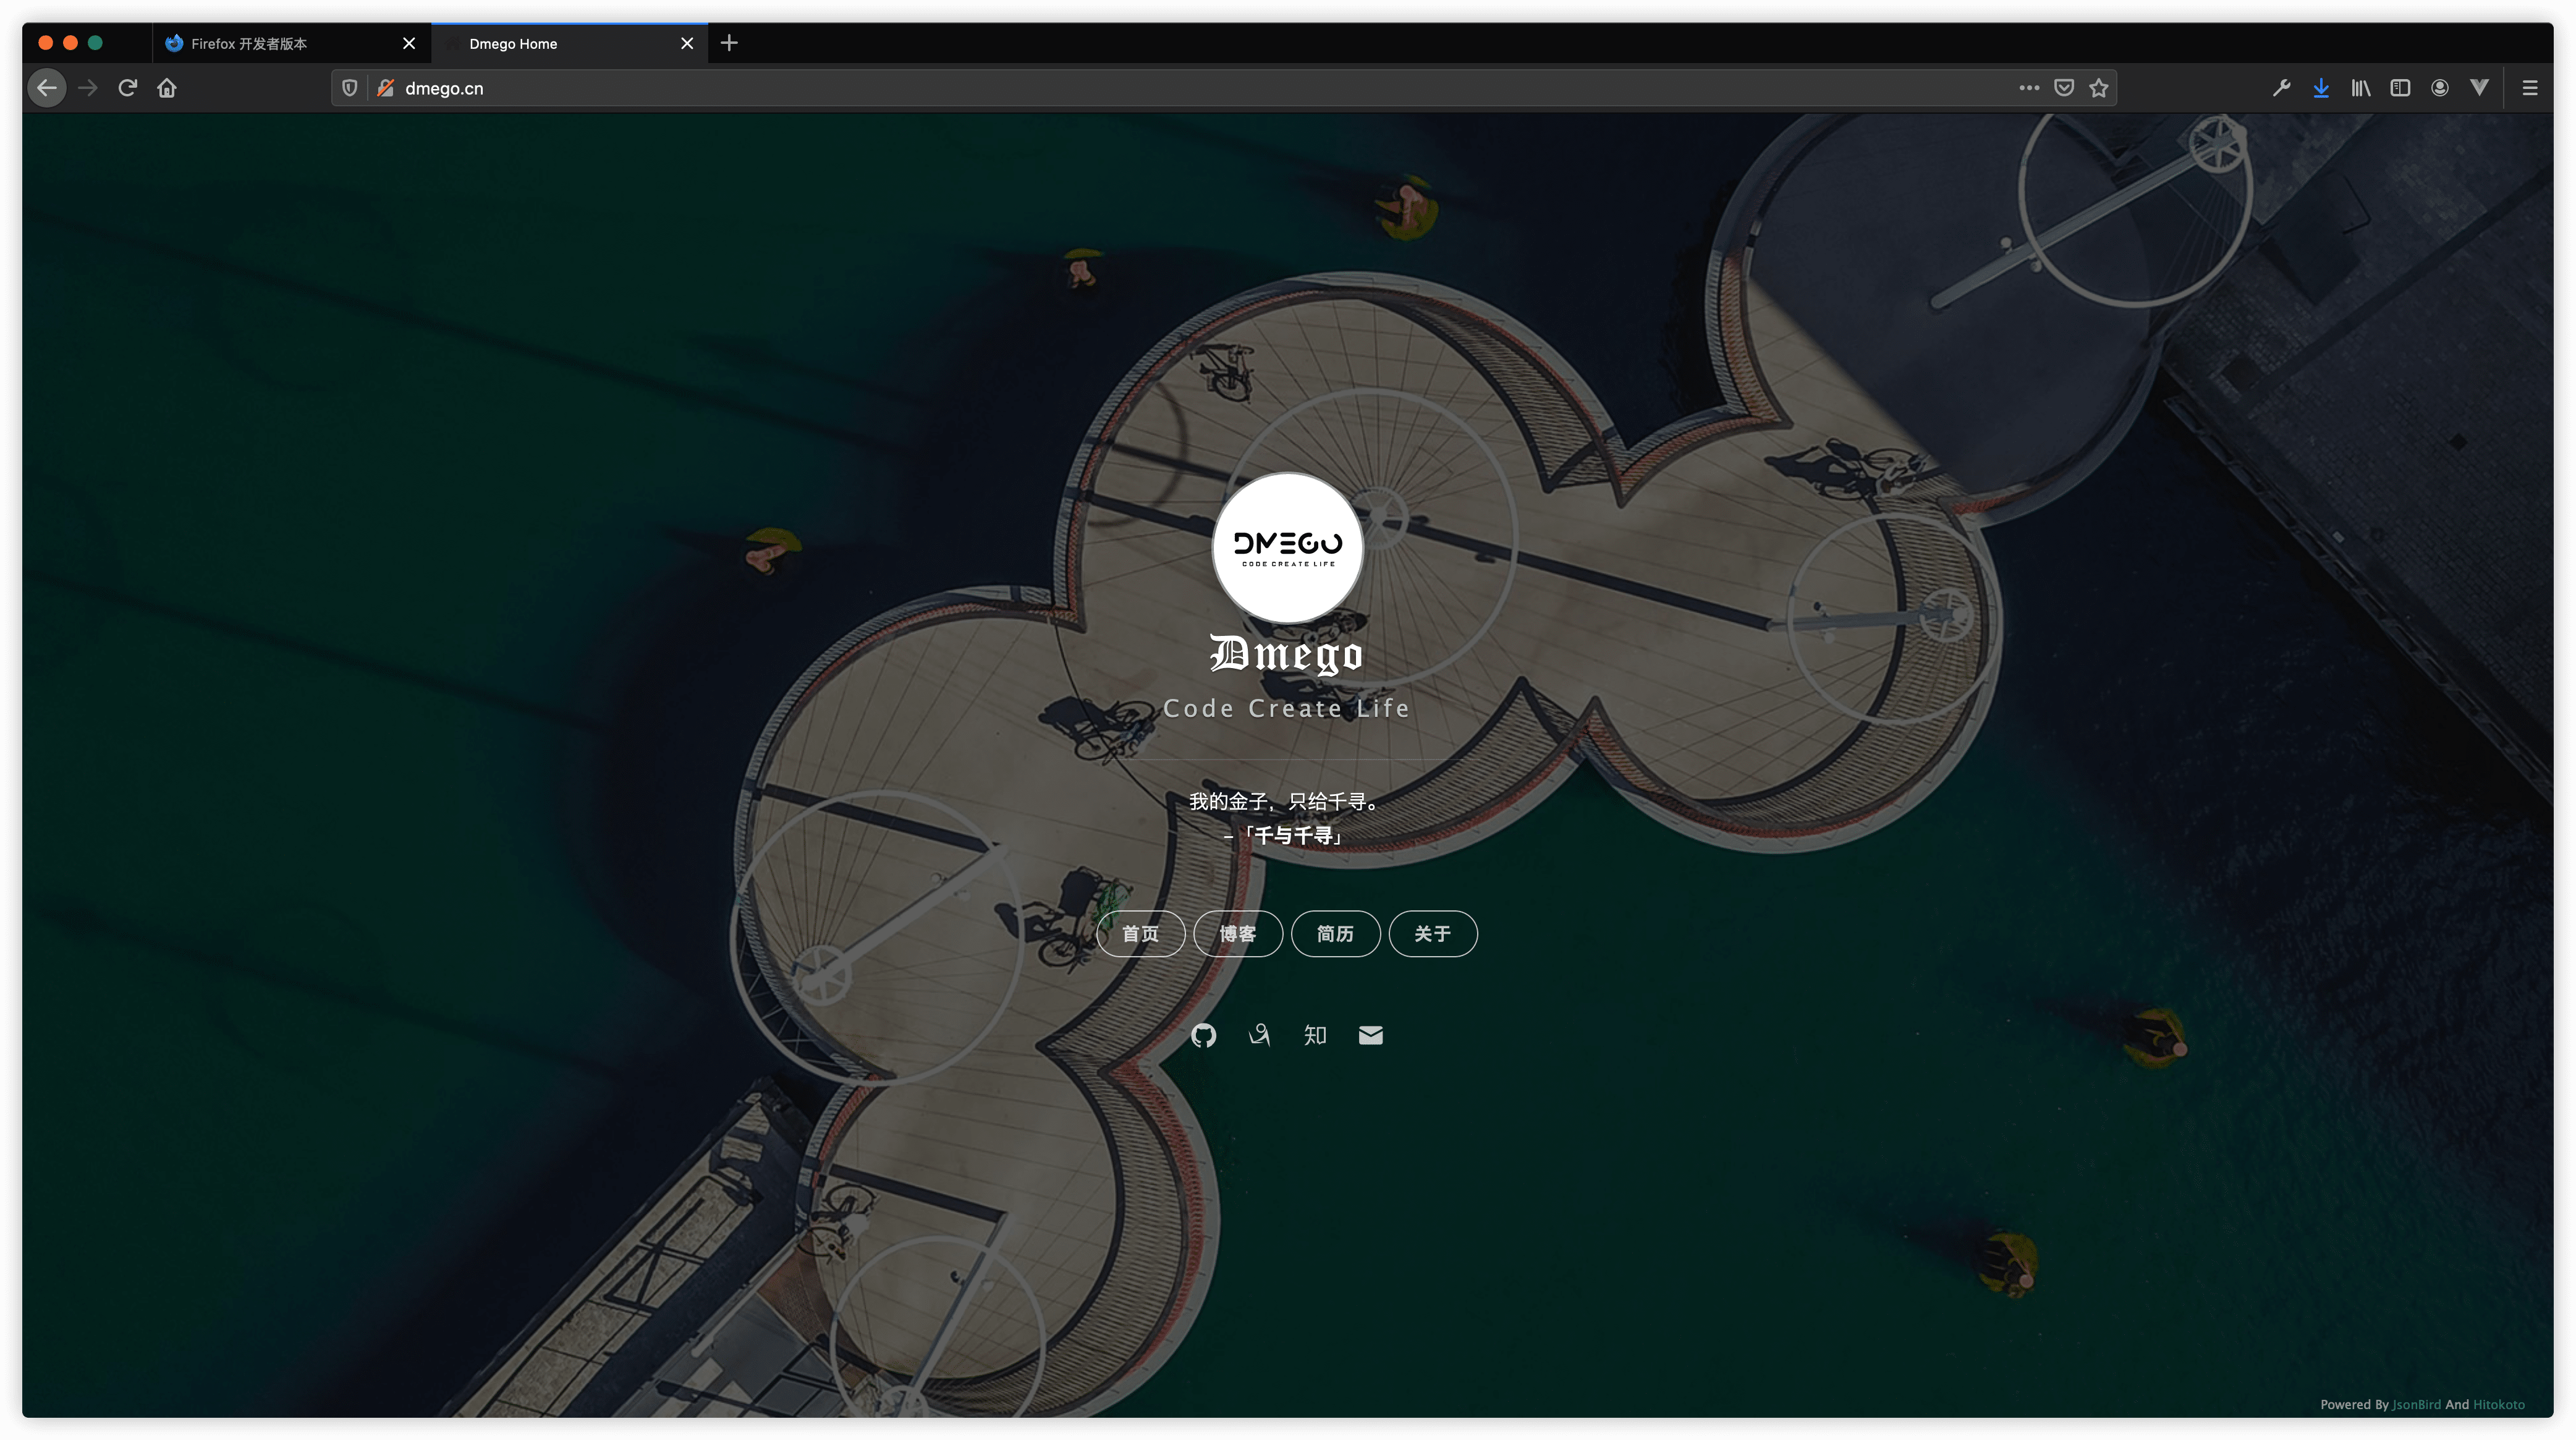 Firefox 开发者版本
Dmego Home
dmego.cn
DMEGO
CODE CREATE LIFE
Dmego
Code Create Life
我的金子，只给千寻。
-「千与千寻」
首页 博客 简历 关于
知
Powered By JsonBird And Hitokoto